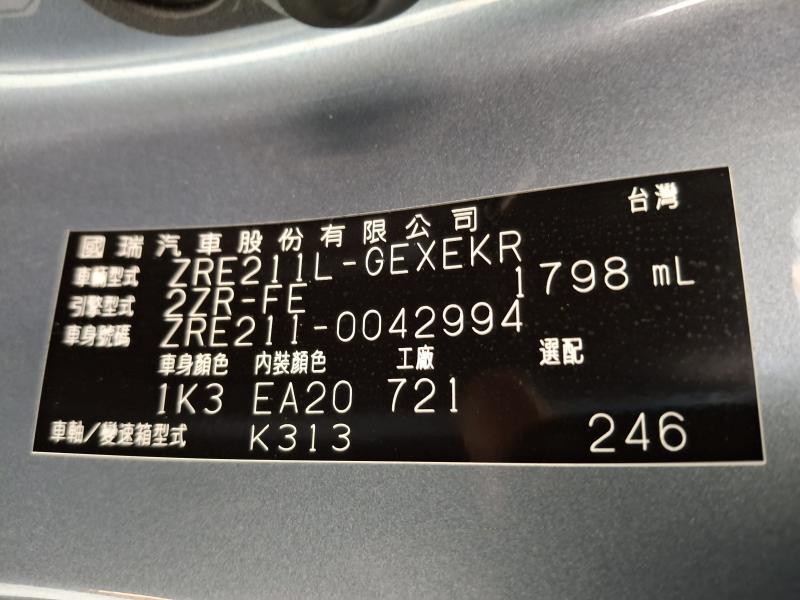 台灣
國瑞汽車股份有限公司
車輛型式 ZRE211L-GEXEKR
引擎型式 2ZR-FE 1798 mL
車身號碼 ZRE211-0042994
車身顏色 內裝顏色 工廠 選配
1K3 EA20 721
車軸/變速箱型式 K313 246